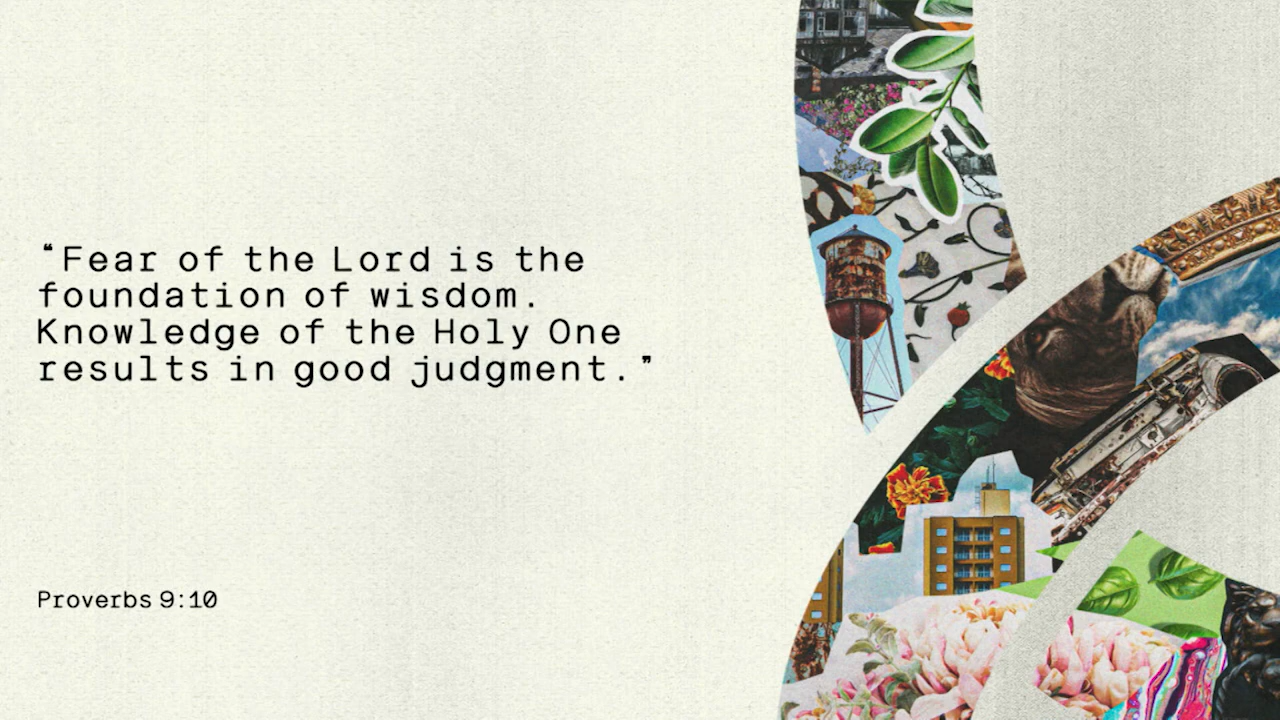 “Fear of the Lord is the
foundation of wisdom.
Knowledge of the Holy One
results in good judgment.”
Proverbs 9:10